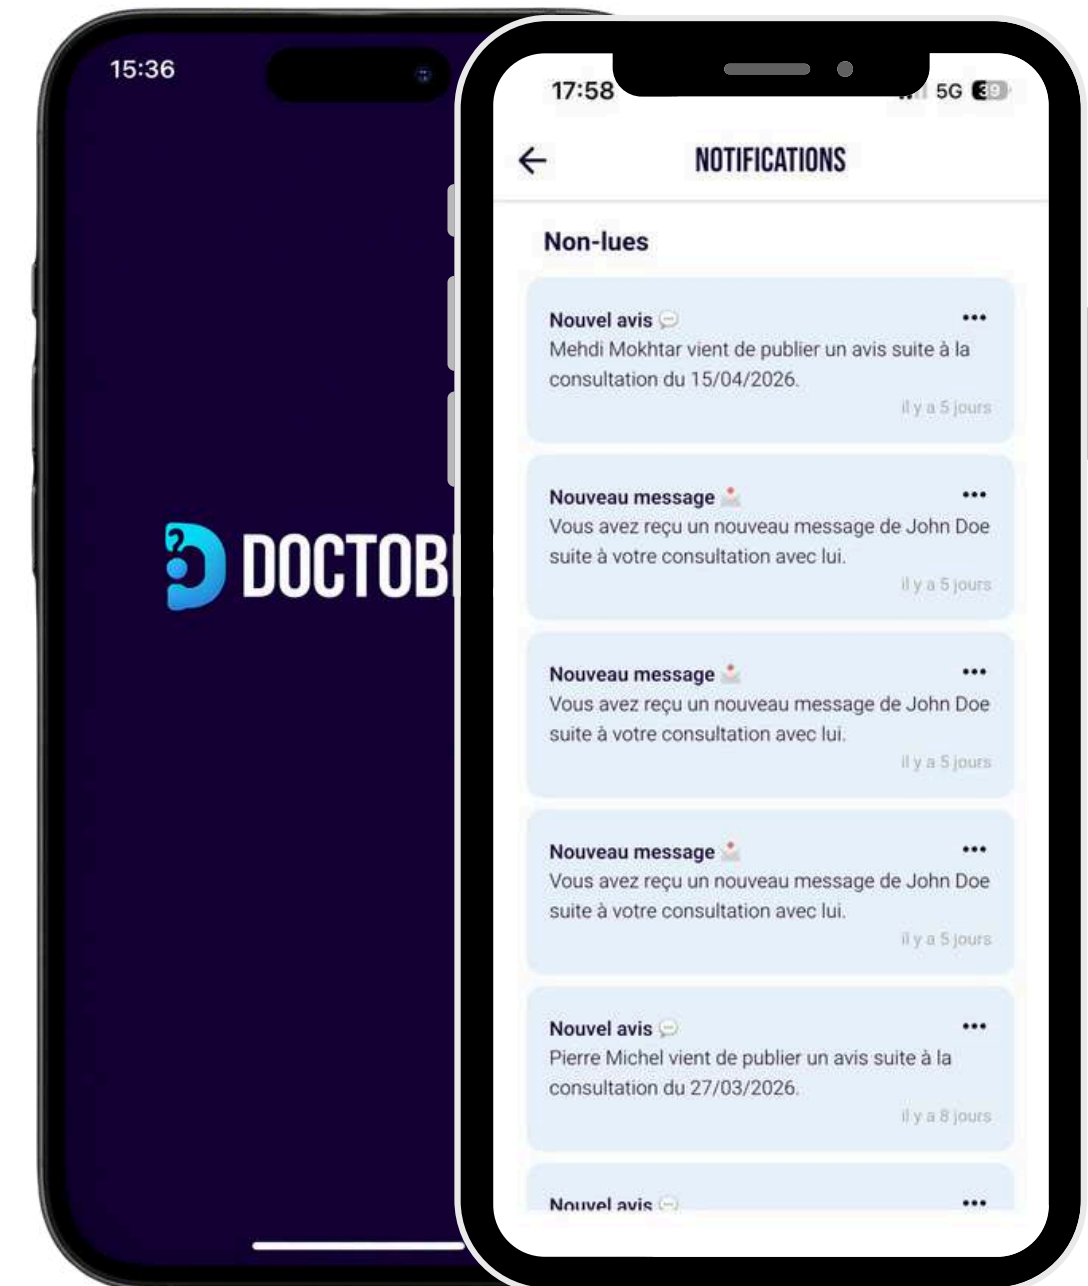 15:36
DOCTOB
17:58
5G 39
NOTIFICATIONS
Non-lues
Nouvel avis 💬
Mehdi Mokhtar vient de publier un avis suite à la
consultation du 15/04/2026.
il y a 5 jours
Nouveau message 📩
Vous avez reçu un nouveau message de John Doe
suite à votre consultation avec lui.
il y a 5 jours
Nouveau message 📩
Vous avez reçu un nouveau message de John Doe
suite à votre consultation avec lui.
il y a 5 jours
Nouveau message 📩
Vous avez reçu un nouveau message de John Doe
suite à votre consultation avec lui.
il y a 5 jours
Nouvel avis 💬
Pierre Michel vient de publier un avis suite à la
consultation du 27/03/2026.
il y a 8 jours
Nouvel avis 💬